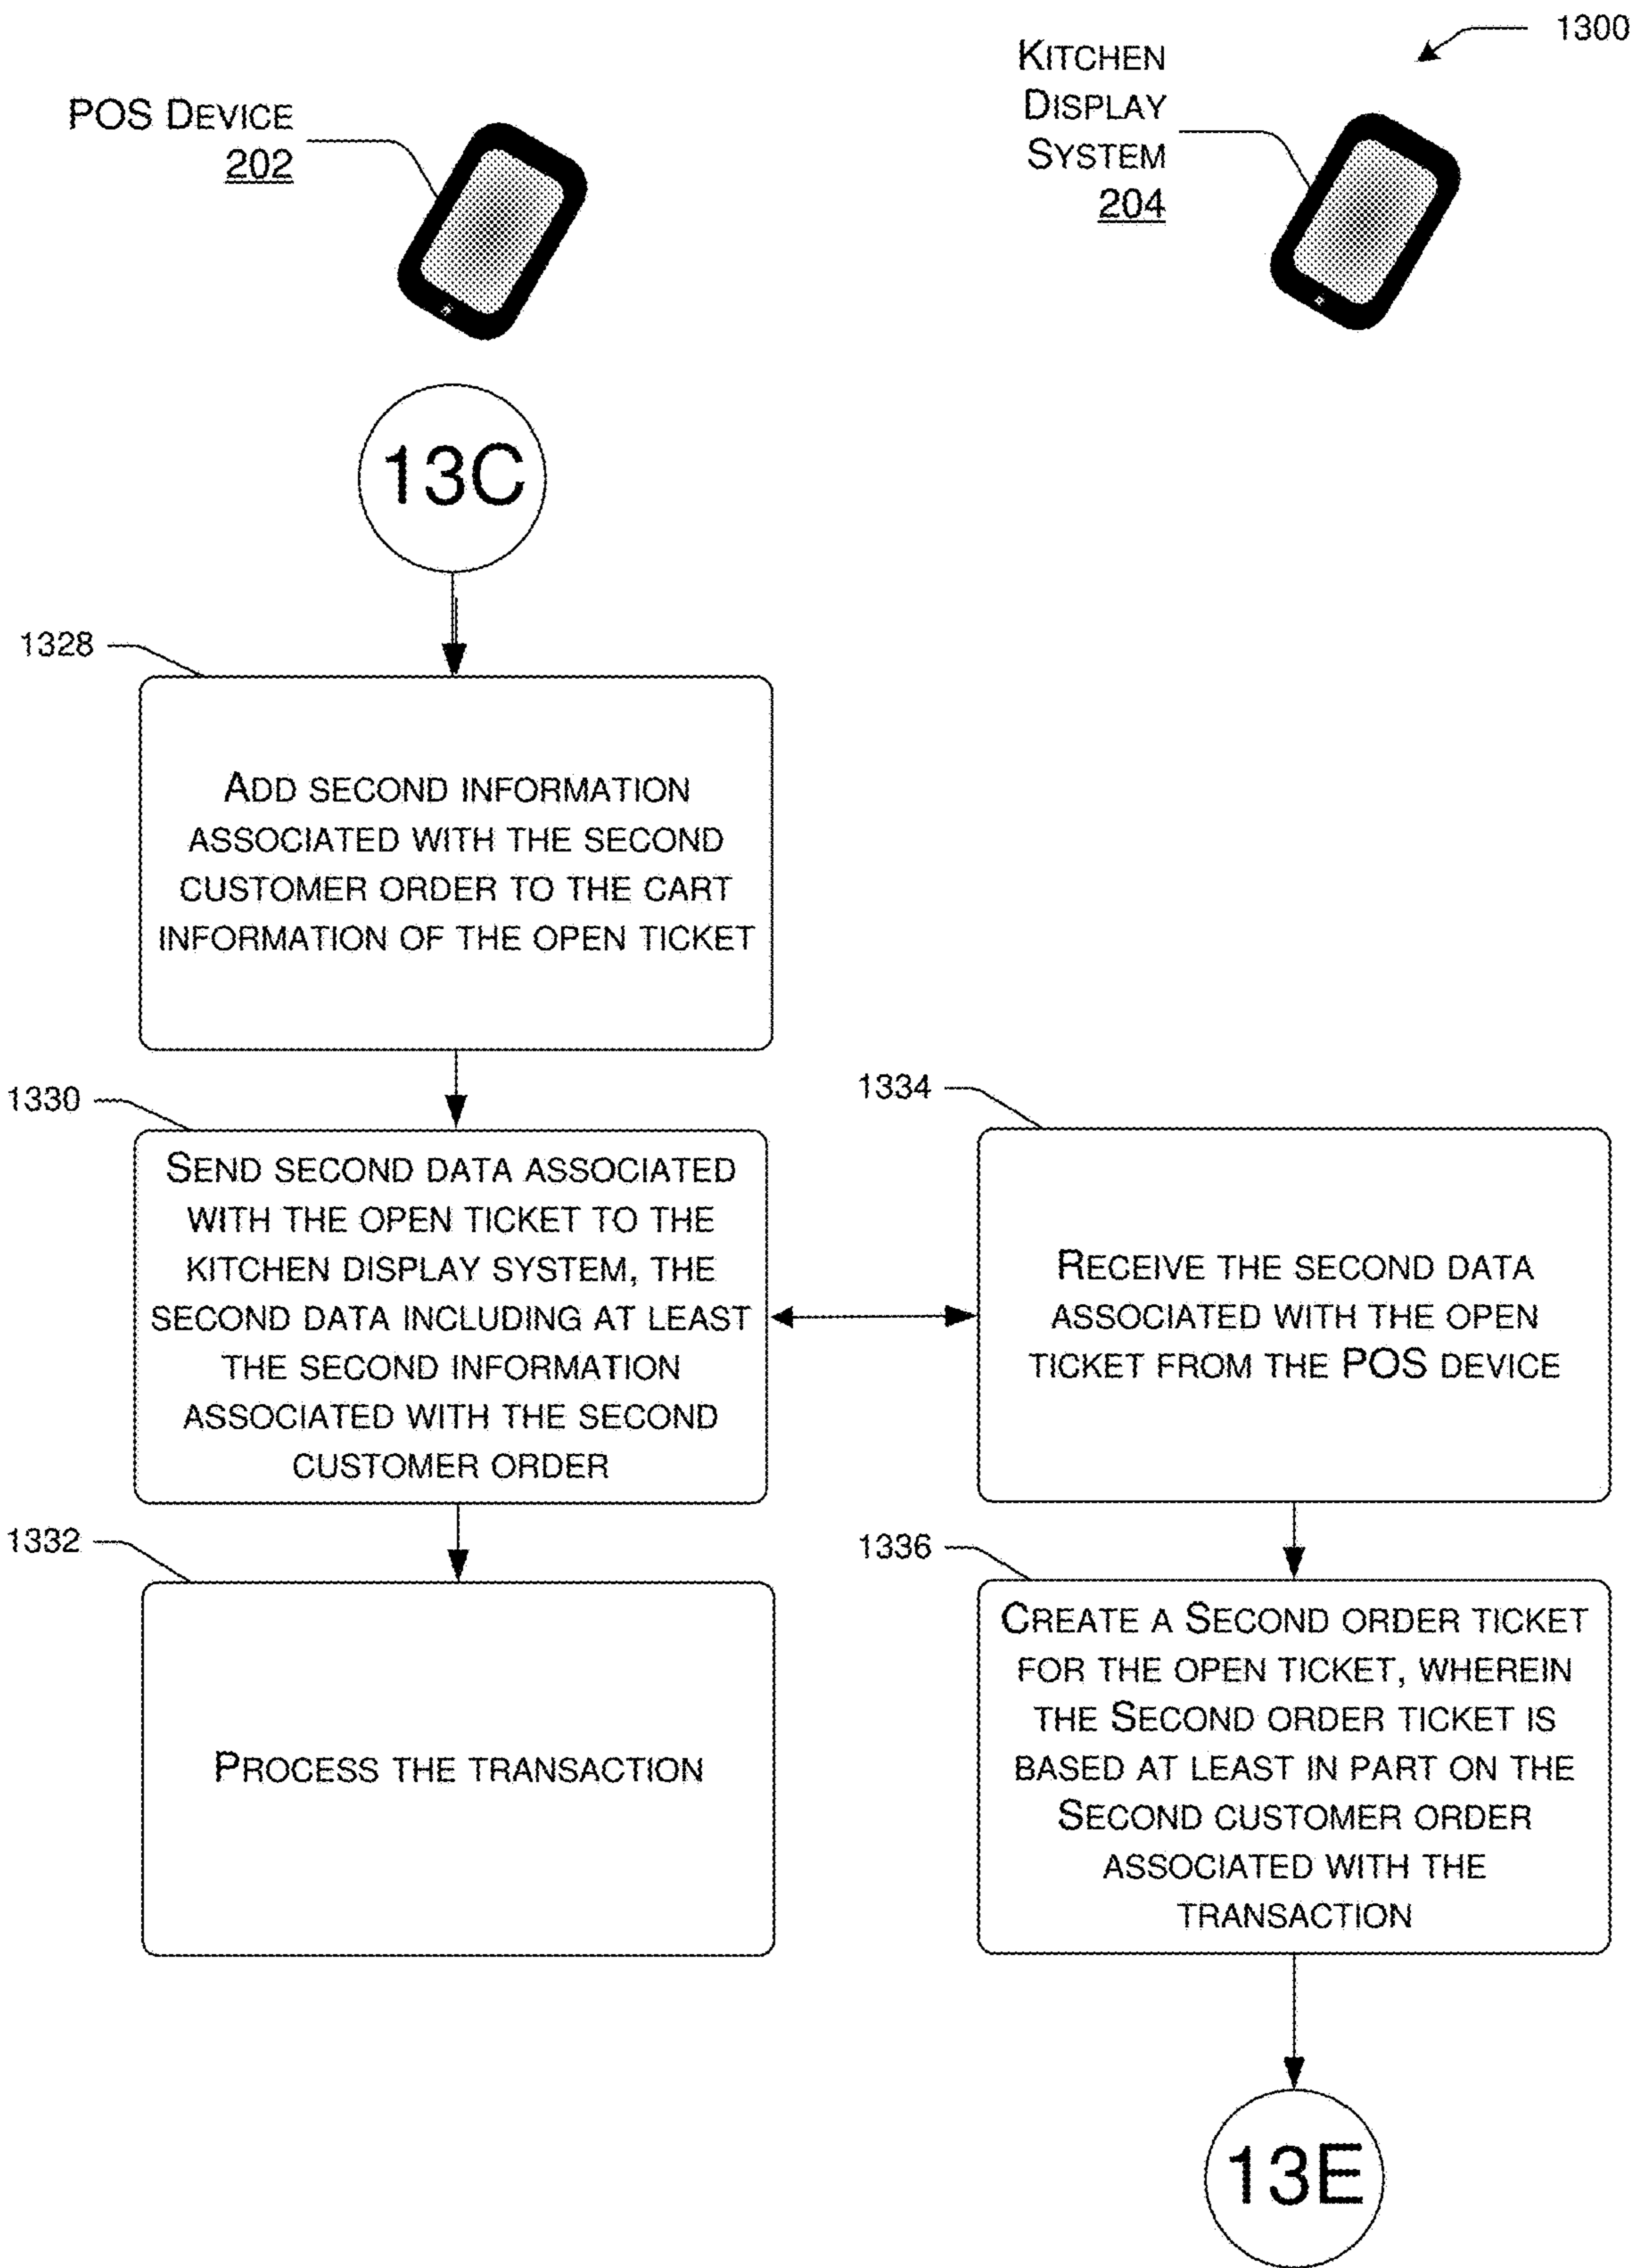 1300
POS DEVICE
202
KITCHEN
DISPLAY
SYSTEM
204
13C
1328
ADD SECOND INFORMATION
ASSOCIATED WITH THE SECOND
CUSTOMER ORDER TO THE CART
INFORMATION OF THE OPEN TICKET
1330
SEND SECOND DATA ASSOCIATED
WITH THE OPEN TICKET TO THE
KITCHEN DISPLAY SYSTEM, THE
SECOND DATA INCLUDING AT LEAST
THE SECOND INFORMATION
ASSOCIATED WITH THE SECOND
CUSTOMER ORDER
1334
RECEIVE THE SECOND DATA
ASSOCIATED WITH THE OPEN
TICKET FROM THE POS DEVICE
1332
PROCESS THE TRANSACTION
1336
CREATE A SECOND ORDER TICKET
FOR THE OPEN TICKET, WHEREIN
THE SECOND ORDER TICKET IS
BASED AT LEAST IN PART ON THE
SECOND CUSTOMER ORDER
ASSOCIATED WITH THE
TRANSACTION
13E